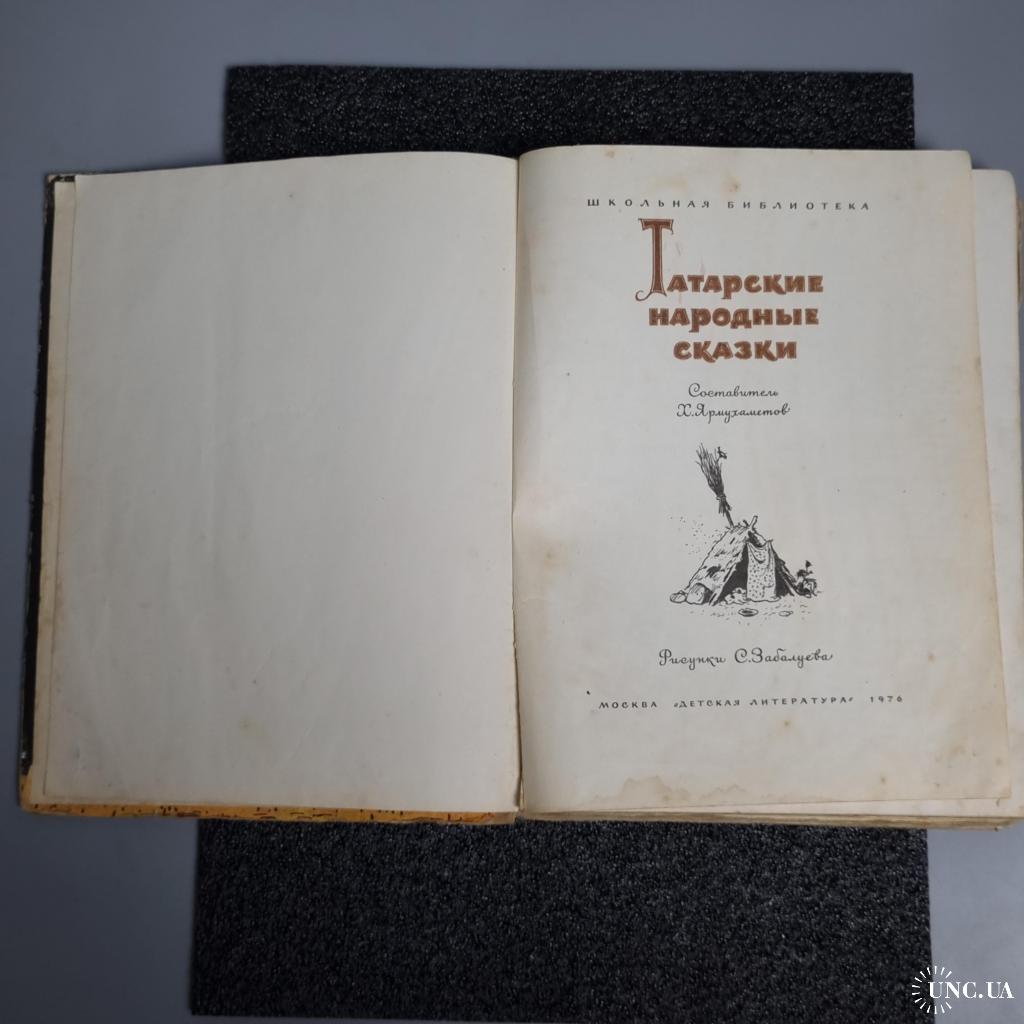 ШКОЛЬНАЯ БИБЛИОТЕКА
Татарские
народные
сказки
Составитель
Х.Ярмухаметов
Рисунки С.Забалуева
МОСКВА «ДЕТСКАЯ ЛИТЕРАТУРА» 1976
UNC.UA